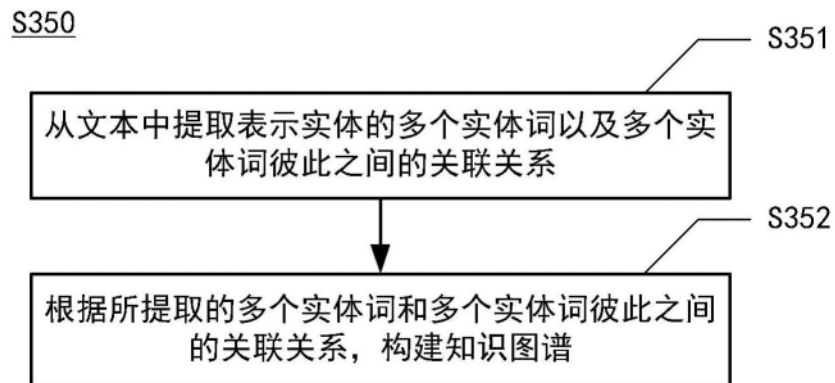 S350
S351
从文本中提取表示实体的多个实体词以及多个实
体词彼此之间的关联关系
S352
根据所提取的多个实体词和多个实体词彼此之间
的关联关系，构建知识图谱